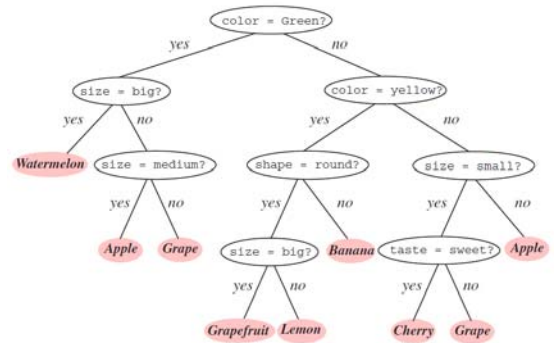 color = Green?
yes no
size = big? color = yellow?
yes no yes no
Watermelon size = medium? shape = round? size = small?
yes no yes no yes no
Apple Grape size = big? Banana taste = sweet? Apple
yes no yes no
Grapefruit Lemon Cherry Grape